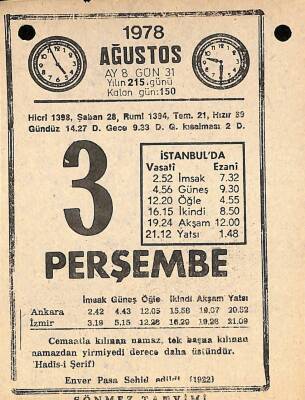 1978
AĞUSTOS
AY 8 GÜN 31
Yılın 215.günü
Kalan gün:150
Hicri 1398, Şaban 28, Rumi 1394, Tem. 21, Hızır 89
Gündüz 14.27 D. Gece 9.33 D. G. kısalması 2 D.
3
İSTANBUL'DA
Vasati Ezani
2.52 İmsak 7.32
4.56 Güneş 9.30
12.20 Öğle 4.55
16.15 İkindi 8.50
19.24 Akşam 12.00
21.12 Yatsı 1.48
PERŞEMBE
İmsak Güneş Öğle İkindi Akşam Yatsı
Ankara 2.42 4.43 12.05 15.58 19.07 20.52
İzmir 3.19 5.15 12.28 16.29 19.28 21.09
Cemaatla kılınan namaz, tek başına kılınan
namazdan yirmiyedi derece daha üstündür.
(Hadis-i Şerif)
Enver Paşa Şehid edildi (1922)
SÖNMEZ TAKVİMİ